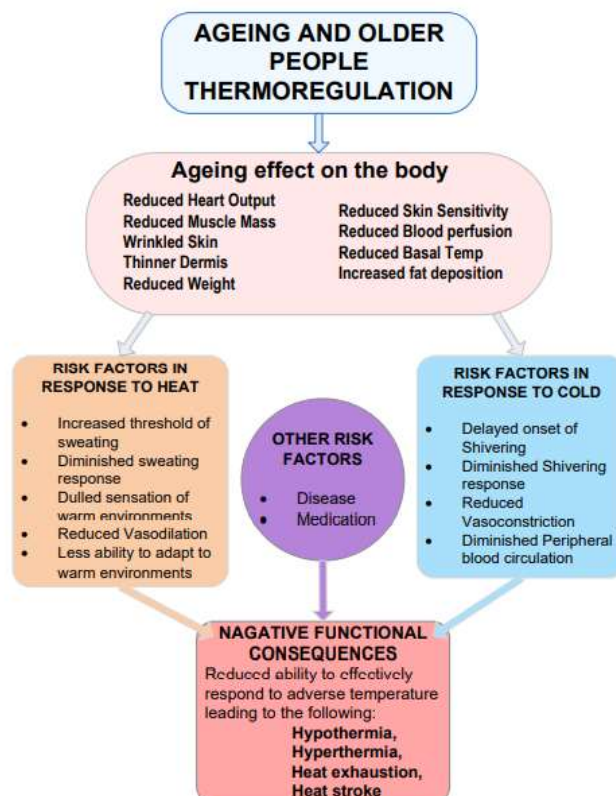 AGEING AND OLDER
PEOPLE
THERMOREGULATION
Ageing effect on the body
Reduced Heart Output
Reduced Muscle Mass
Wrinkled Skin
Thinner Dermis
Reduced Weight
Reduced Skin Sensitivity
Reduced Blood perfusion
Reduced Basal Temp
Increased fat deposition
RISK FACTORS IN
RESPONSE TO HEAT
• Increased threshold of
sweating
• Diminished sweating
response
• Dulled sensation of
warm environments
• Reduced Vasodilation
• Less ability to adapt to
warm environments
OTHER RISK
FACTORS
• Disease
• Medication
RISK FACTORS IN
RESPONSE TO COLD
• Delayed onset of
Shivering
• Diminished Shivering
response
• Reduced
Vasoconstriction
• Diminished Peripheral
blood circulation
NAGATIVE FUNCTIONAL
CONSEQUENCES
Reduced ability to effectively
respond to adverse temperature
leading to the following:
Hypothermia,
Hyperthermia,
Heat exhaustion,
Heat stroke